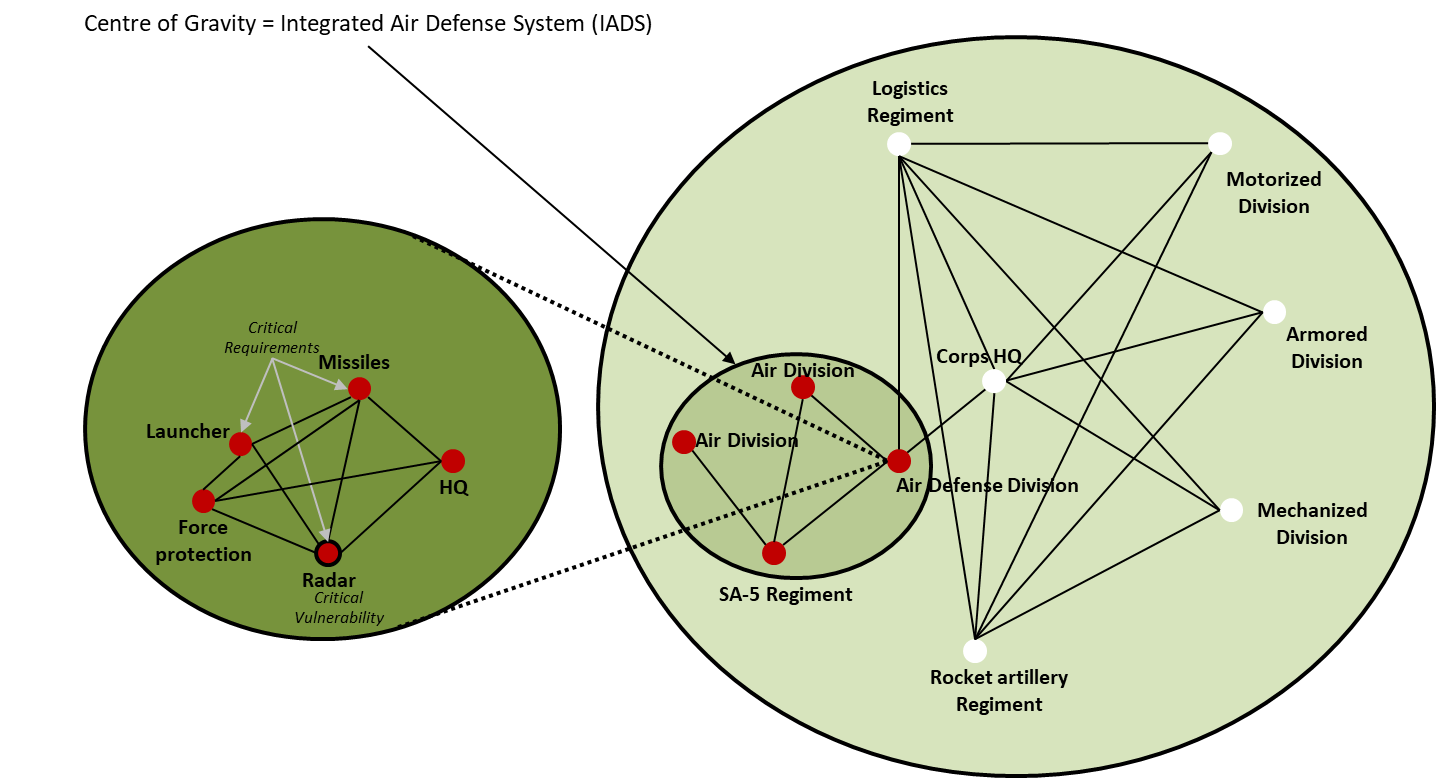 Centre of Gravity = Integrated Air Defense System (IADS)
Logistics
Regiment
Motorized
Division
Armored
Division
Corps HQ
Air Division
Air Division
Air Defense Division
Mechanized
Division
SA-5 Regiment
Rocket artillery
Regiment
Critical
Requirements
Missiles
Launcher
HQ
Force
protection
Radar
Critical
Vulnerability